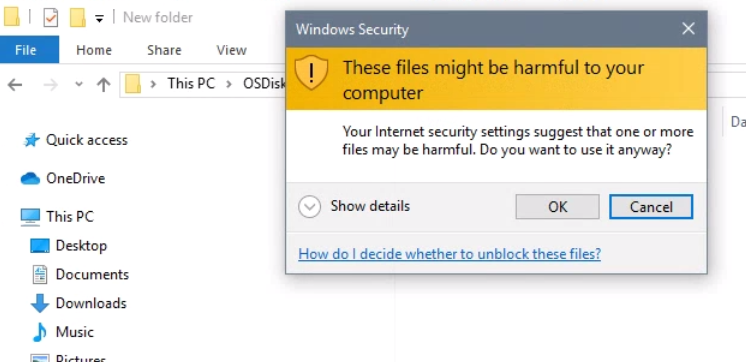 New folder
Windows Security
File Home Share View
These files might be harmful to your
computer
This PC OSDisk
Your Internet security settings suggest that one or more
files may be harmful. Do you want to use it anyway?
Da
Quick access
OneDrive
Show details
OK
Cancel
This PC
How do I decide whether to unblock these files?
Desktop
Documents
Downloads
Music
Pictures